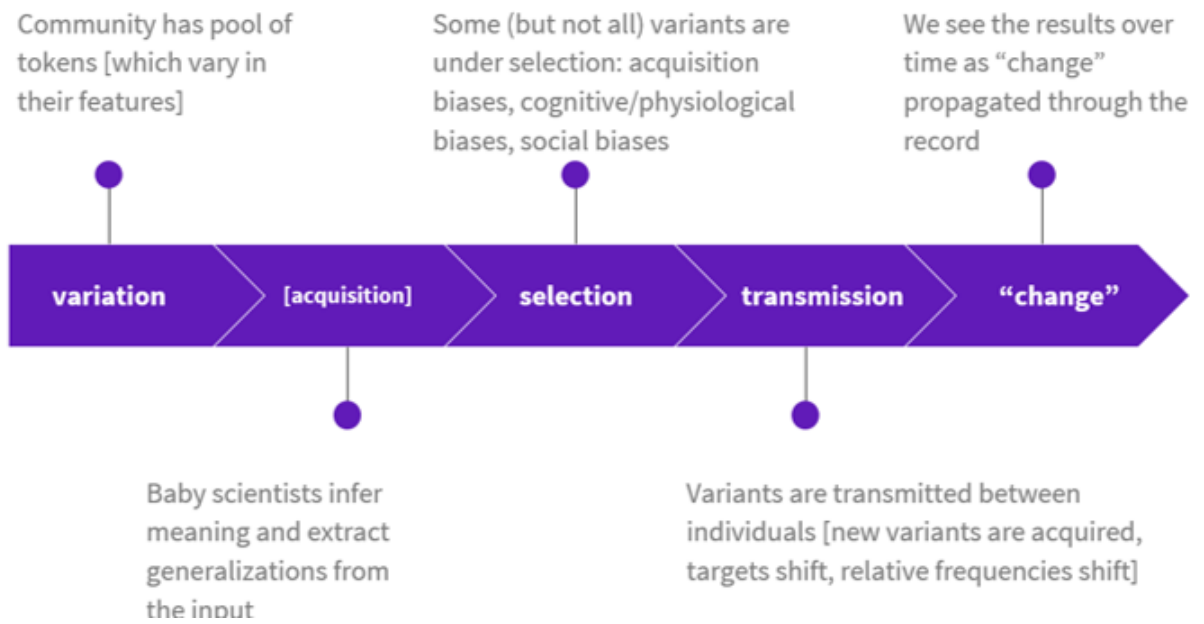 Community has pool of
tokens [which vary in
their features]
Some (but not all) variants are
under selection: acquisition
biases, cognitive/physiological
biases, social biases
We see the results over
time as “change”
propagated through the
record
variation
[acquisition]
selection
transmission
“change”
Baby scientists infer
meaning and extract
generalizations from
the input
Variants are transmitted between
individuals [new variants are acquired,
targets shift, relative frequencies shift]